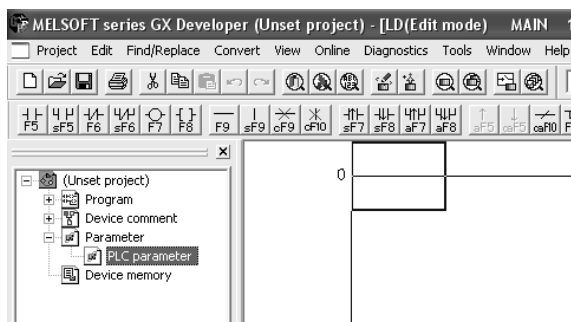 MELSOFT series GX Developer (Unset project) - [LD(Edit mode) MAIN 1
Project Edit Find/Replace Convert View Online Diagnostics Tools Window Help
F5 sF5 F6 sF6 F7 F8 F9 sF9 cF9 cF10 sF7 sF8 aF7 aF8 aF5 caF5 caF10 F
(Unset project)
0
Program
Device comment
Parameter
PLC parameter
Device memory